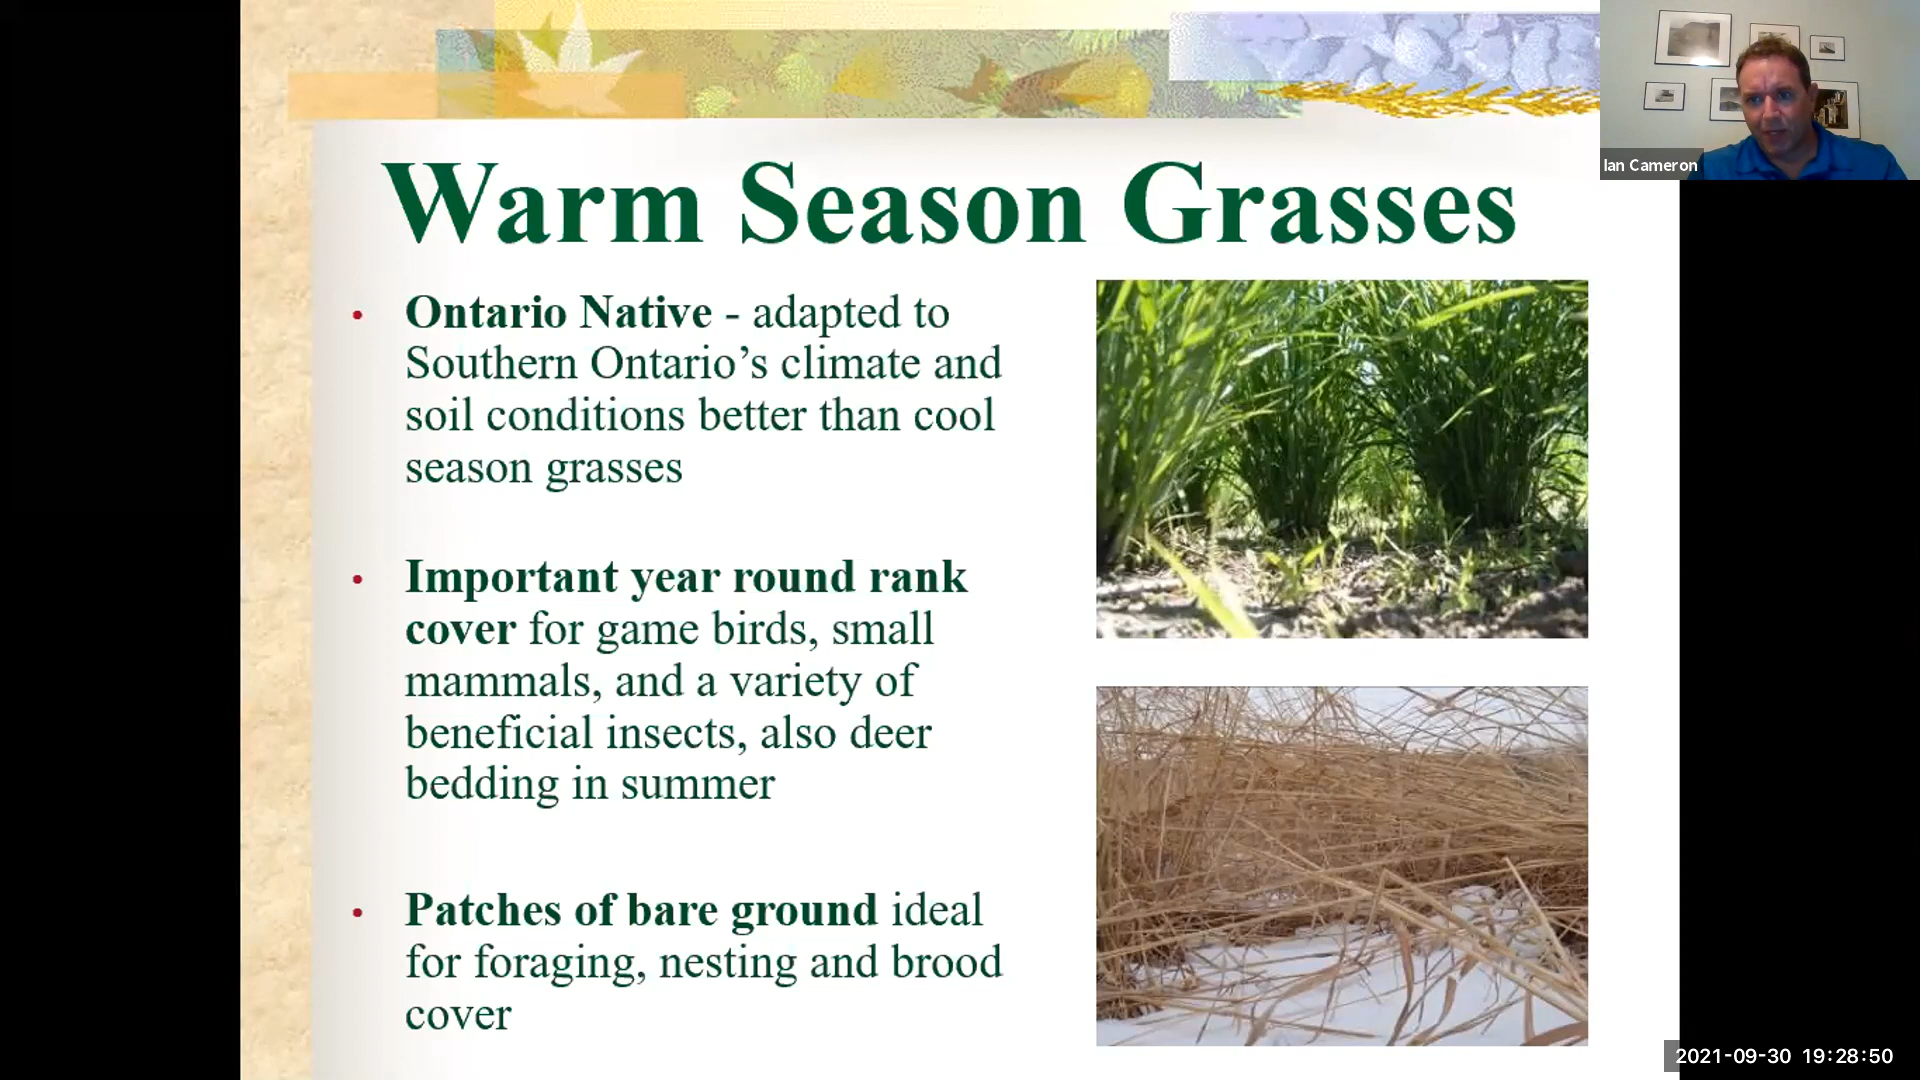 Ian Cameron
Warm Season Grasses
• Ontario Native - adapted to
Southern Ontario’s climate and
soil conditions better than cool
season grasses
• Important year round rank
cover for game birds, small
mammals, and a variety of
beneficial insects, also deer
bedding in summer
• Patches of bare ground ideal
for foraging, nesting and brood
cover
2021-09-30 19:28:50